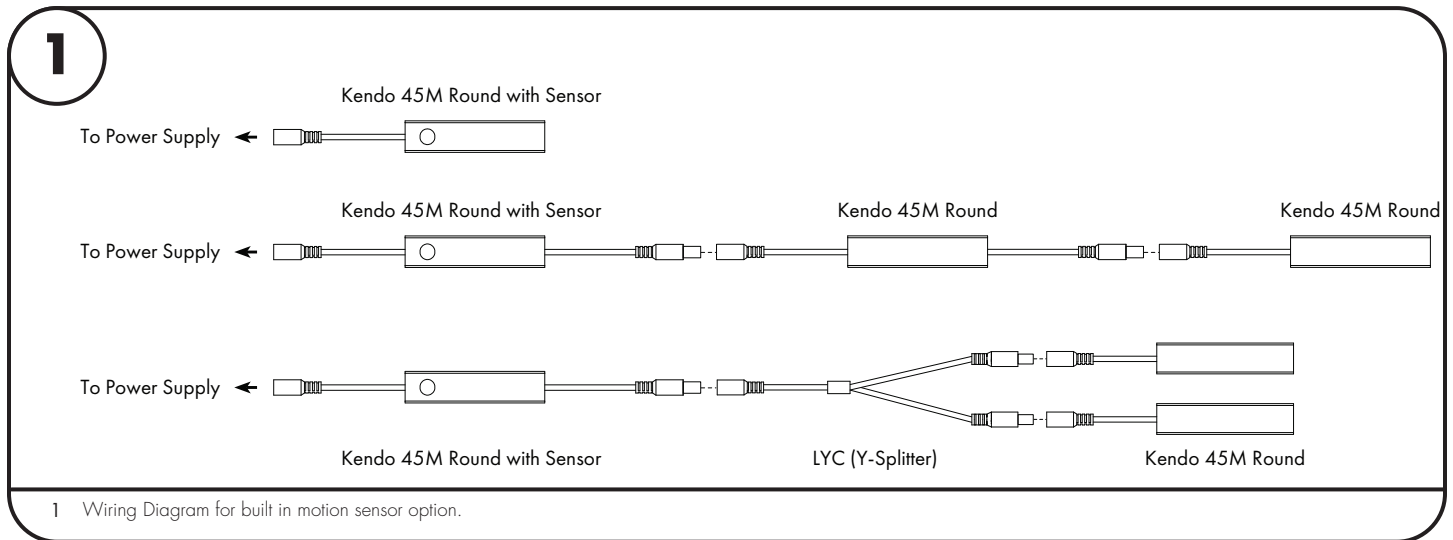 1
Kendo 45M Round with Sensor
To Power Supply
Kendo 45M Round with Sensor
Kendo 45M Round
Kendo 45M Round
To Power Supply
To Power Supply
Kendo 45M Round with Sensor
LYC (Y-Splitter)
Kendo 45M Round
1 Wiring Diagram for built in motion sensor option.